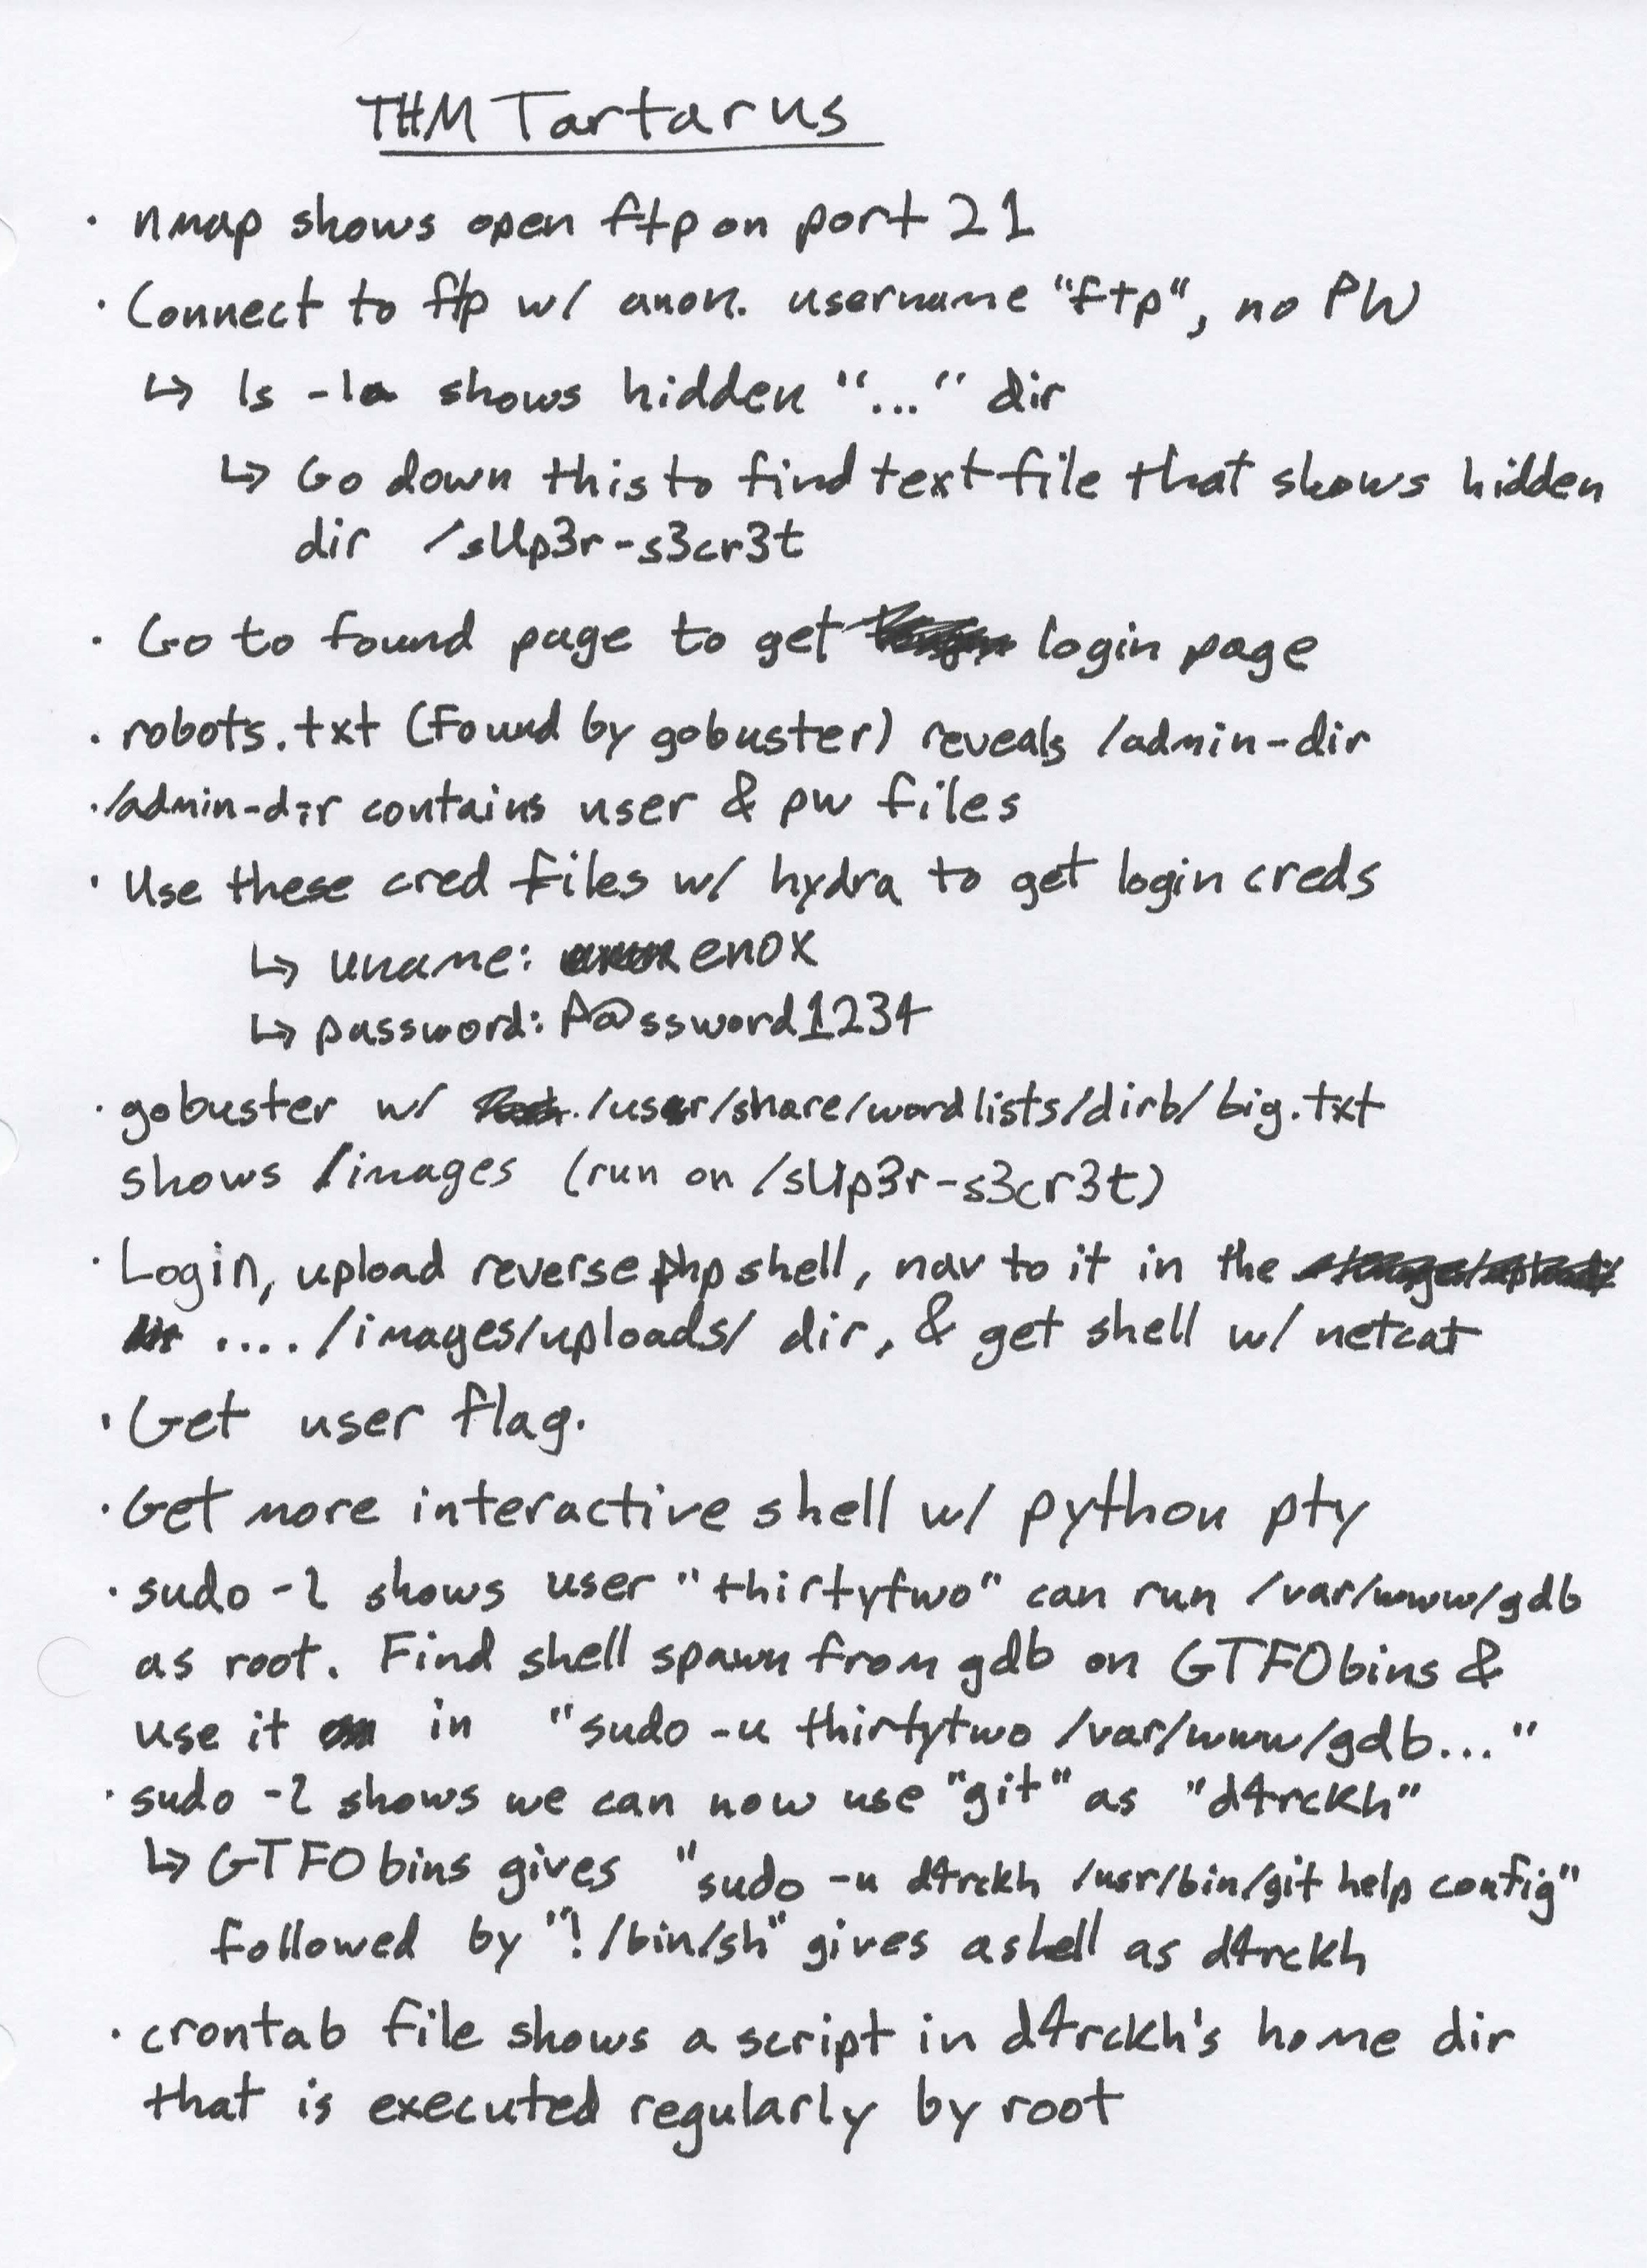 THM Tartarus
· nmap shows open ftp on port 21
· Connect to ftp w/ anon. username "ftp", no PW
↳ ls -la shows hidden "..." dir
↳ Go down this to find text file that shows hidden
dir /sUp3r-s3cr3t
· Go to found page to get login page
· robots.txt (Found by gobuster) reveals /admin-dir
· /admin-dir contains user & pw files
· Use these cred files w/ hydra to get login creds
↳ uname: enox
↳ password: P@ssword1234
· gobuster w/ /user/share/wordlists/dirb/big.txt
shows /images (run on /sUp3r-s3cr3t)
· Login, upload reverse php shell, nav to it in the
..../images/uploads/ dir, & get shell w/ netcat
· Get user flag.
· Get more interactive shell w/ python pty
· sudo -l shows user "thirtytwo" can run /var/www/gdb
as root. Find shell spawn from gdb on GTFObins &
use it in "sudo -u thirtytwo /var/www/gdb..."
· sudo -l shows we can now use "git" as "d4rckh"
↳ GTFObins gives "sudo -u d4rckh /usr/bin/git help config"
followed by "!/bin/sh" gives a shell as d4rckh
· crontab file shows a script in d4rckh's home dir
that is executed regularly by root